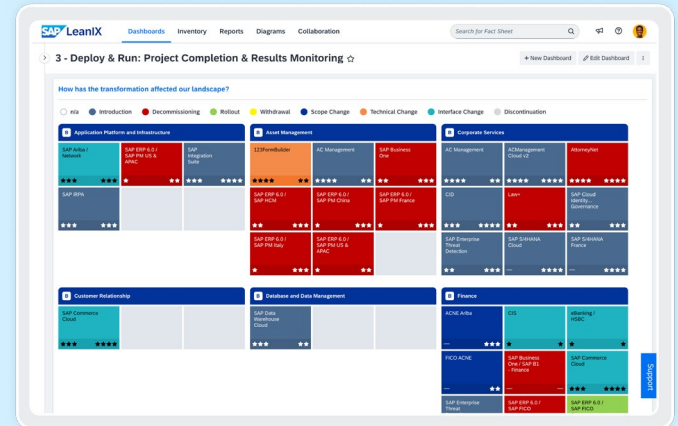 SAP LeanIX Dashboards Inventory Reports Diagrams Collaboration Search for Fact Sheet
3 - Deploy & Run: Project Completion & Results Monitoring + New Dashboard Edit Dashboard
How has the transformation affected our landscape?
n/a Introduction Decommissioning Rollout Withdrawal Scope Change Technical Change Interface Change Discontinuation
B Application Platform and Infrastructure
SAP Ariba /
Network
SAP ERP 6.0 /
SAP PM US &
APAC
SAP
Integration
Suite
SAP iRPA
B Asset Management
123FormBuilder
AC Management
SAP Business
One
SAP ERP 6.0 /
SAP HCM
SAP ERP 6.0 /
SAP PM China
SAP ERP 6.0 /
SAP PM France
SAP ERP 6.0 /
SAP PM Italy
SAP ERP 6.0 /
SAP PM US &
APAC
B Corporate Services
AC Management
ACManagement
Cloud v2
AttorneyNet
CID
Law+
SAP Cloud
Identity...
Governance
SAP Enterprise
Threat
Detection
SAP S/4HANA
Cloud
SAP S/4HANA
France
B Customer Relationship
SAP Commerce
Cloud
B Database and Data Management
SAP Data
Warehouse
Cloud
B Finance
ACNE Ariba
CIS
eBanking /
HSBC
FICO ACNE
SAP Business
One / SAP B1
- Finance
SAP Commerce
Cloud
SAP Enterprise
Threat
SAP ERP 6.0 /
SAP FICO
SAP ERP 6.0 /
SAP FICO
Support